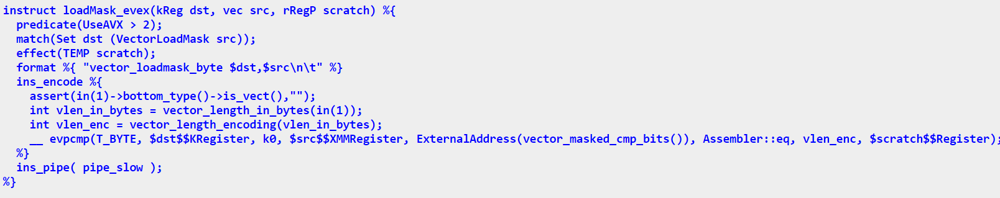 instruct loadMask_evex(kReg dst, vec src, rRegP scratch) %{
  predicate(UseAVX > 2);
  match(Set dst (VectorLoadMask src));
  effect(TEMP scratch);
  format %{ "vector_loadmask_byte $dst,$src\n\t" %}
  ins_encode %{
    assert(in(1)->bottom_type()->is_vect(),"");
    int vlen_in_bytes = vector_length_in_bytes(in(1));
    int vlen_enc = vector_length_encoding(vlen_in_bytes);
    __ evpcmp(T_BYTE, $dst$$KRegister, k0, $src$$XMMRegister, ExternalAddress(vector_masked_cmp_bits()), Assembler::eq, vlen_enc, $scratch$$Register);
  %}
  ins_pipe( pipe_slow );
%}